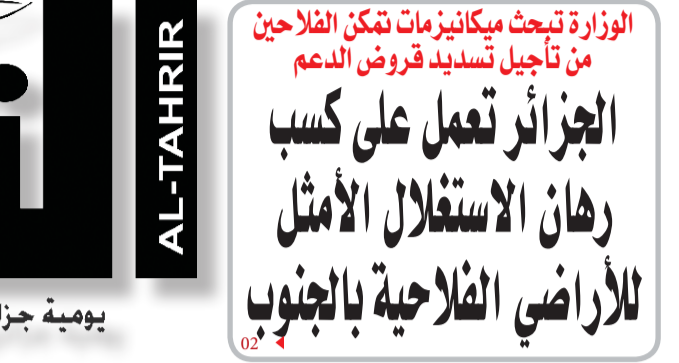 الوزارة تبحث ميكانيزمات تمكن الفلاحين
من تأجيل تسديد قروض الدعم
الجزائر تعمل على كسب
رهان الاستغلال الأمثل
للأراضي الفلاحية بالجنوب
02
AL-TAHRIR
يومية